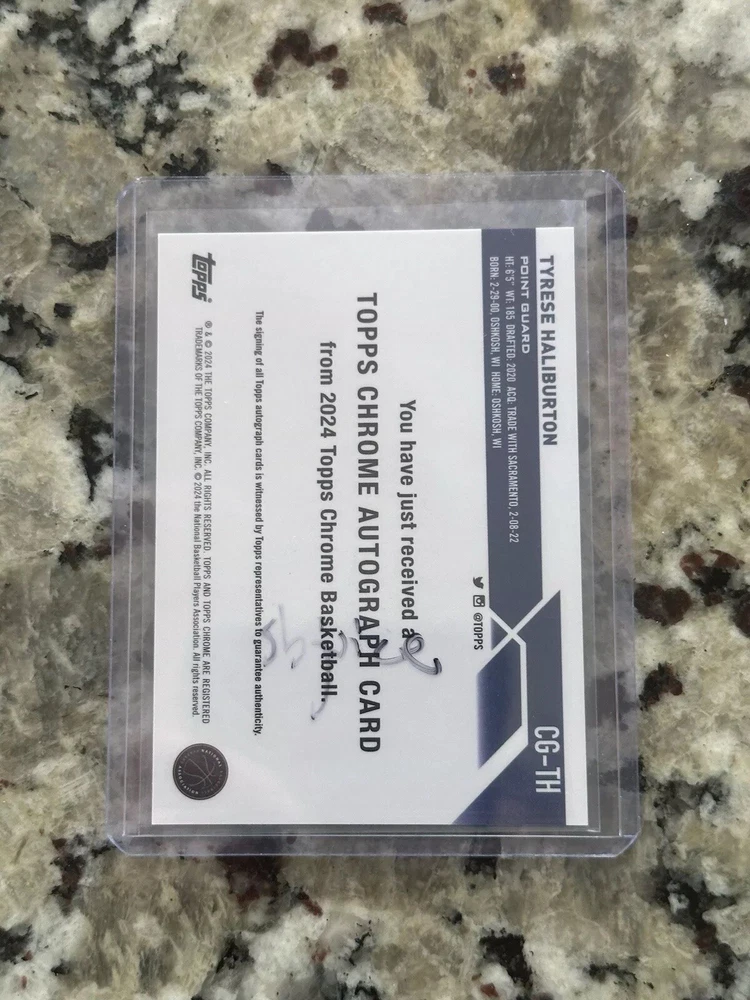 TYRESE HALIBURTON
CG-TH
POINT GUARD
HT: 6'5" WT: 185 DRAFTED: 2020 ACQ: TRADE WITH SACRAMENTO, 2-08-22
BORN: 2-29-00, OSHKOSH, WI HOME: OSHKOSH, WI
@TOPPS
You have just received a
TOPPS CHROME AUTOGRAPH CARD
from 2024 Topps Chrome Basketball.
The signing of all Topps autograph cards is witnessed by Topps representatives to guarantee authenticity.
topps
® & © 2024 THE TOPPS COMPANY, INC. ALL RIGHTS RESERVED. TOPPS AND TOPPS CHROME ARE REGISTERED
TRADEMARKS OF THE TOPPS COMPANY, INC. © 2024 the National Basketball Players Association. All rights reserved.